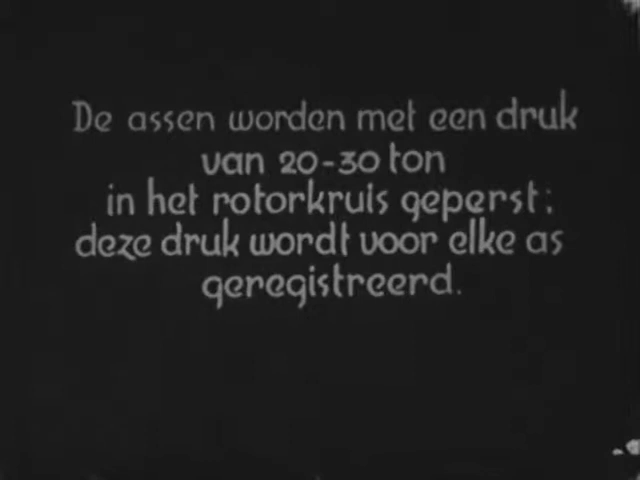 De assen worden met een druk
van 20-30 ton
in het rotorkruis geperst;
deze druk wordt voor elke as
geregistreerd.